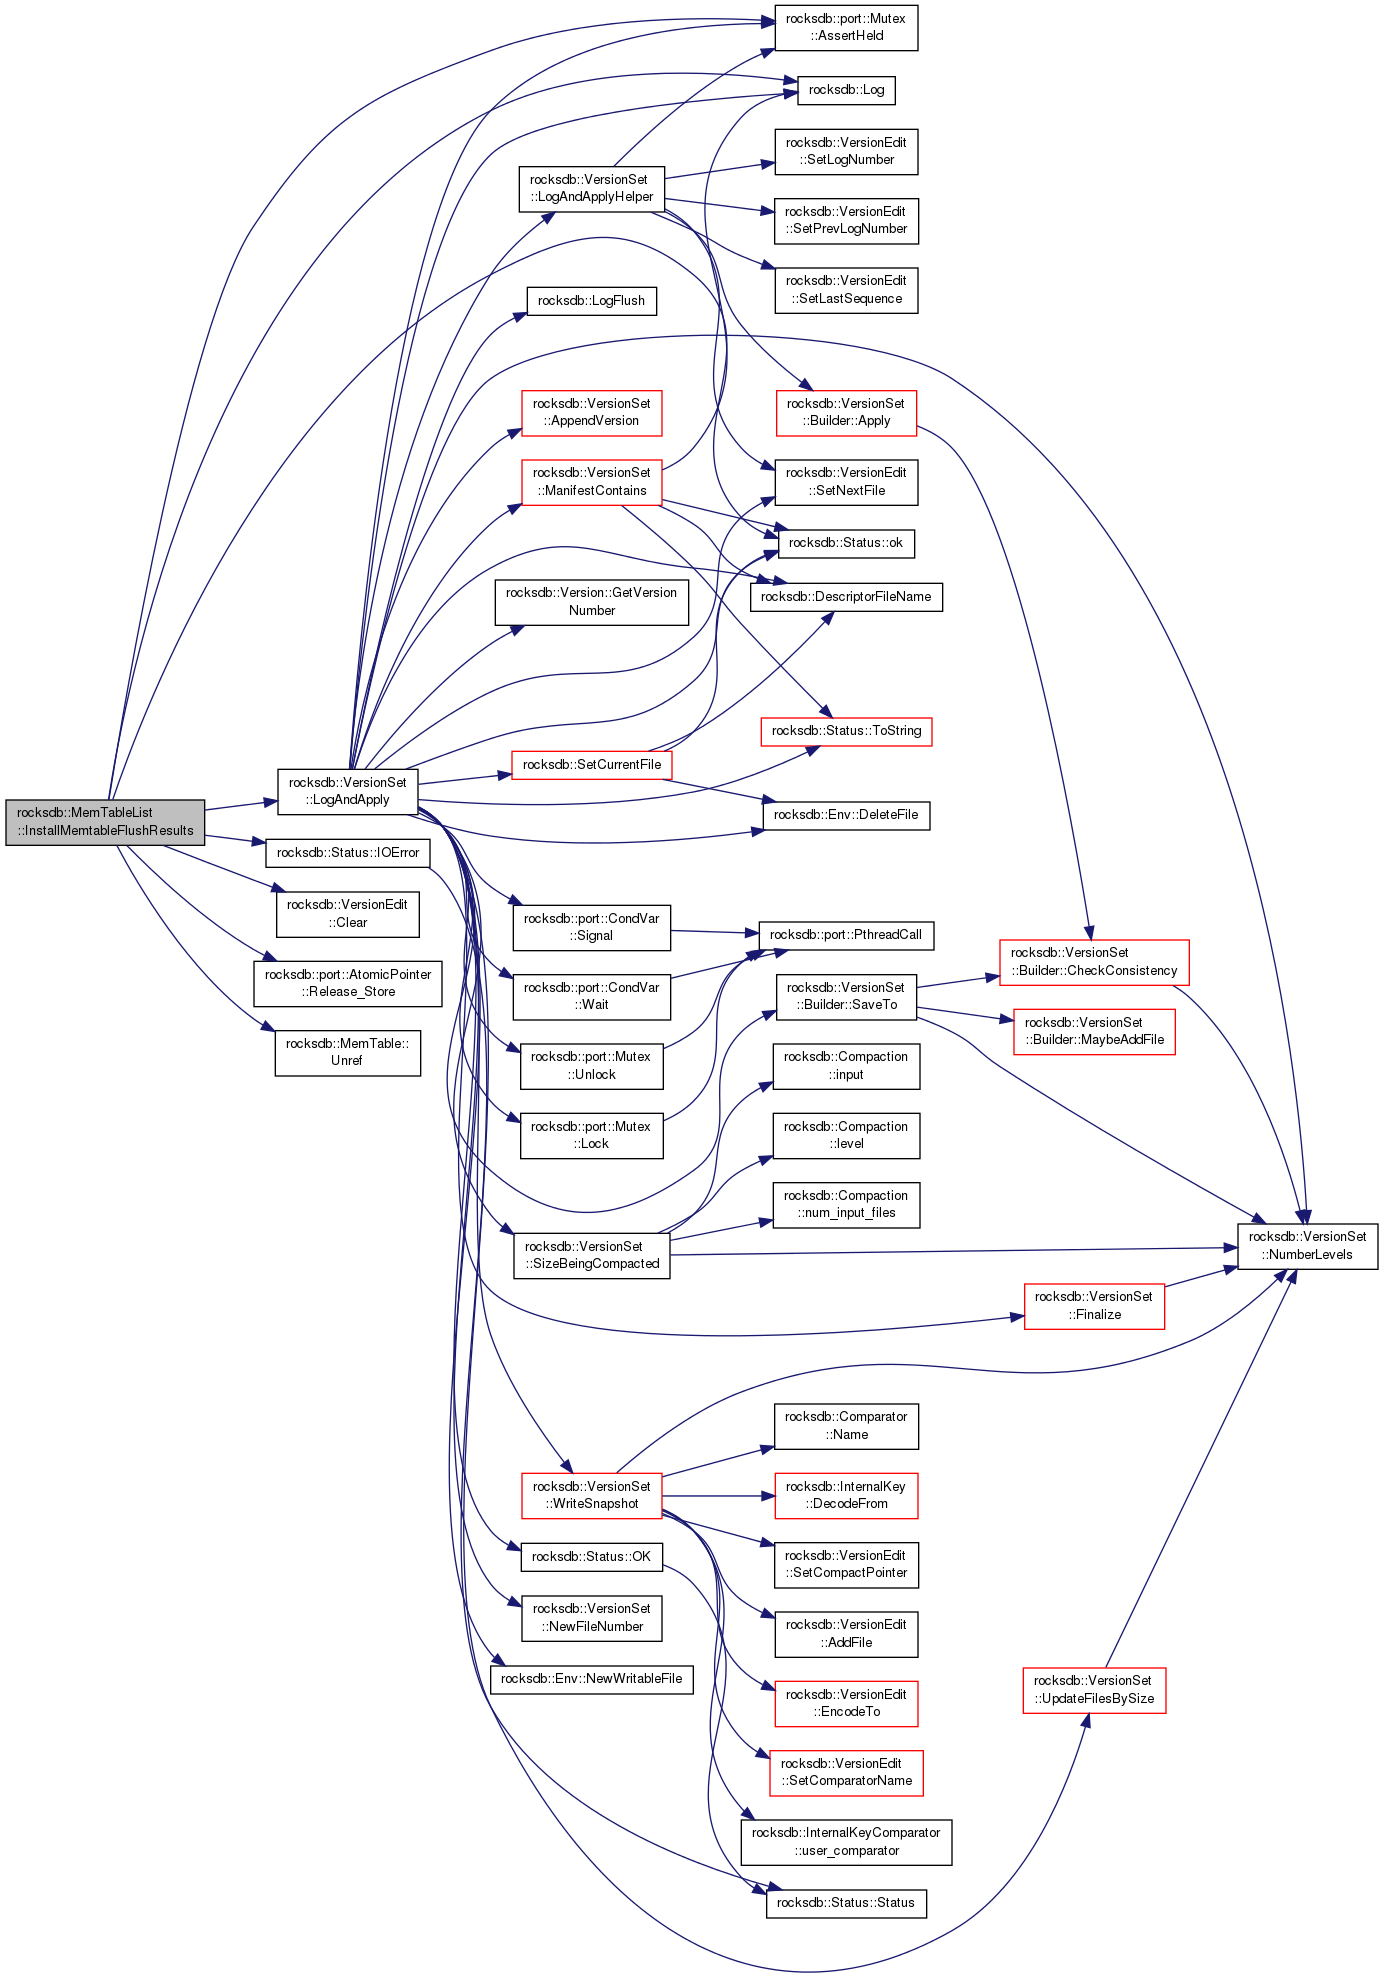 rocksdb::port::Mutex
::AssertHeld
rocksdb::Log
rocksdb::VersionEdit
::SetLogNumber
rocksdb::VersionSet
::LogAndApplyHelper
rocksdb::VersionEdit
::SetPrevLogNumber
rocksdb::VersionEdit
::SetLastSequence
rocksdb::LogFlush
rocksdb::VersionSet
::AppendVersion
rocksdb::VersionSet
::Builder::Apply
rocksdb::VersionSet
::ManifestContains
rocksdb::VersionEdit
::SetNextFile
rocksdb::Status::ok
rocksdb::Version::GetVersion
Number
rocksdb::DescriptorFileName
rocksdb::Status::ToString
rocksdb::SetCurrentFile
rocksdb::VersionSet
::LogAndApply
rocksdb::MemTableList
::InstallMemtableFlushResults
rocksdb::Env::DeleteFile
rocksdb::Status::IOError
rocksdb::VersionEdit
::Clear
rocksdb::port::CondVar
::Signal
rocksdb::port::PthreadCall
rocksdb::VersionSet
::Builder::CheckConsistency
rocksdb::port::AtomicPointer
::Release_Store
rocksdb::port::CondVar
::Wait
rocksdb::VersionSet
::Builder::SaveTo
rocksdb::VersionSet
::Builder::MaybeAddFile
rocksdb::MemTable::
Unref
rocksdb::port::Mutex
::Unlock
rocksdb::Compaction
::input
rocksdb::port::Mutex
::Lock
rocksdb::Compaction
::level
rocksdb::Compaction
::num_input_files
rocksdb::VersionSet
::SizeBeingCompacted
rocksdb::VersionSet
::NumberLevels
rocksdb::VersionSet
::Finalize
rocksdb::Comparator
::Name
rocksdb::VersionSet
::WriteSnapshot
rocksdb::InternalKey
::DecodeFrom
rocksdb::Status::OK
rocksdb::VersionEdit
::SetCompactPointer
rocksdb::VersionSet
::NewFileNumber
rocksdb::VersionEdit
::AddFile
rocksdb::Env::NewWritableFile
rocksdb::VersionEdit
::EncodeTo
rocksdb::VersionSet
::UpdateFilesBySize
rocksdb::VersionEdit
::SetComparatorName
rocksdb::InternalKeyComparator
::user_comparator
rocksdb::Status::Status